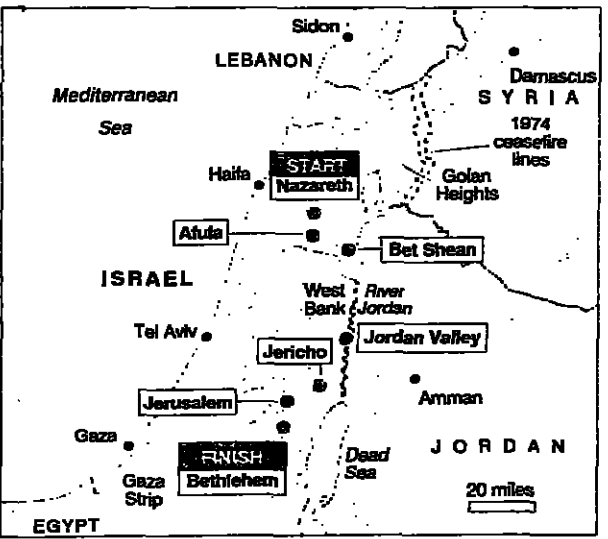 Sidon
LEBANON
Damascus
Mediterranean
Sea
SYRIA
1974
ceasefire
lines
START
Nazareth
Haifa
Golan
Heights
Afula
Bet Shean
ISRAEL
West
Bank
River
Jordan
Tel Aviv
Jordan Valley
Jericho
Amman
Jerusalem
Gaza
JORDAN
FINISH
Bethlehem
Dead
Sea
Gaza
Strip
20 miles
EGYPT